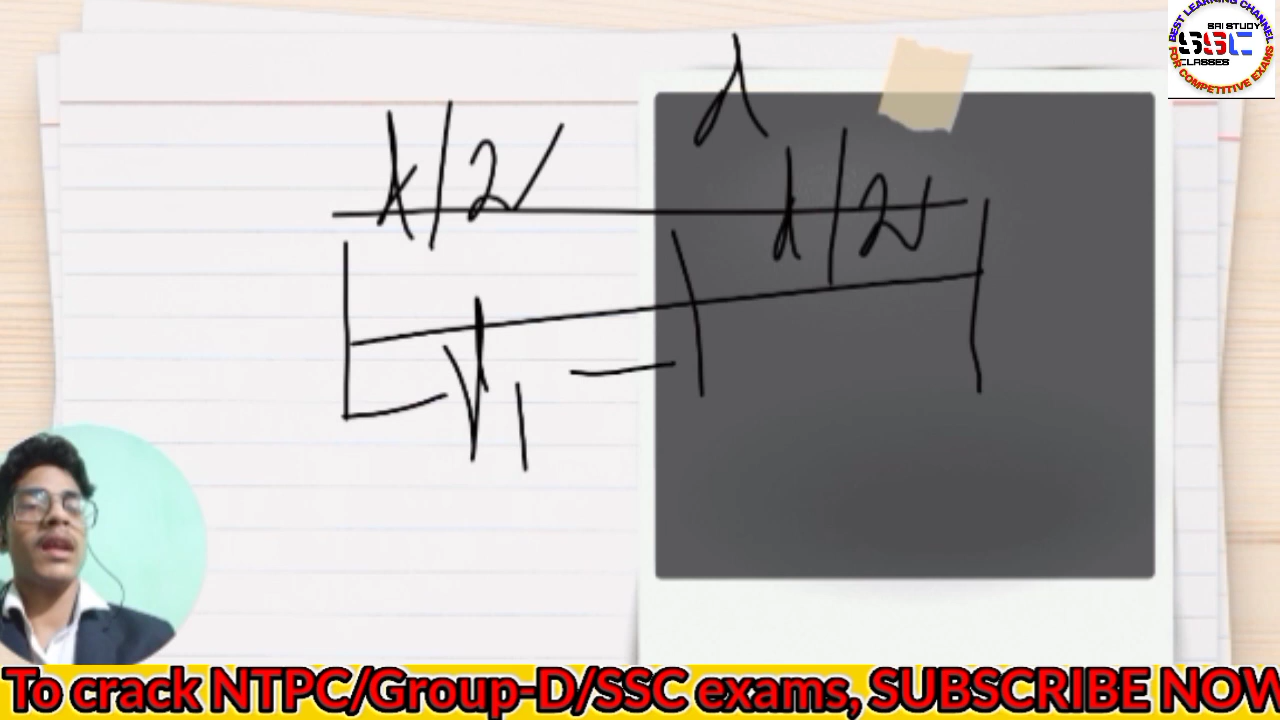 BEST LEARNING CHANNEL
SRI STUDY
SSC
CLASSES
FOR COMPETITIVE EXAMS
d
d/2
V1
To crack NTPC/Group-D/SSC exams, SUBSCRIBE NOW